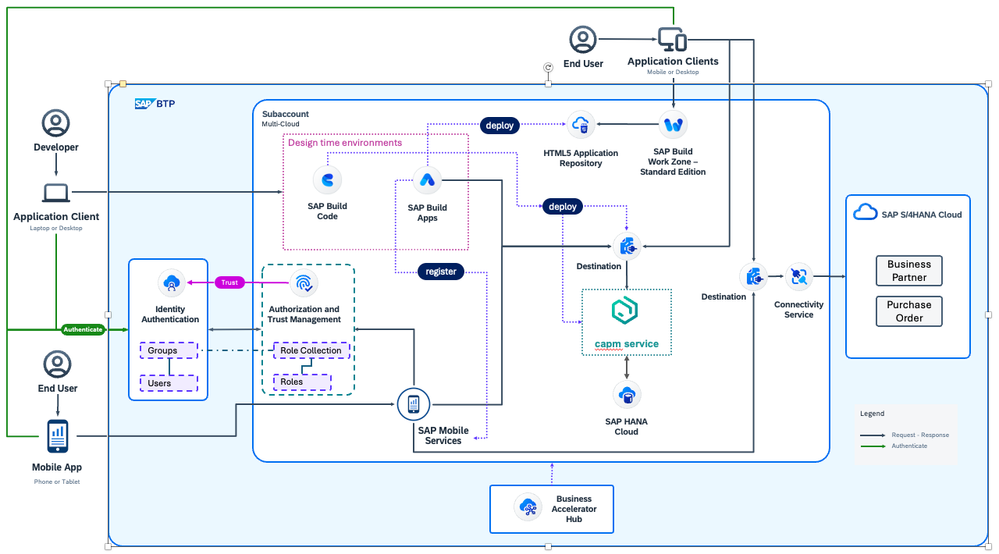 End User
Application Clients
Mobile or Desktop
SAP BTP
Subaccount
Multi-Cloud
Developer
Application Client
Laptop or Desktop
Design time environments
SAP Build
Code
SAP Build
Apps
deploy
HTML5 Application
Repository
SAP Build
Work Zone –
Standard Edition
deploy
register
Destination
Destination
Connectivity
Service
SAP S/4HANA Cloud
Business
Partner
Purchase
Order
Identity
Authentication
Trust
Authorization and
Trust Management
Groups
Users
Role Collection
Roles
Authenticate
capm service
SAP HANA
Cloud
End User
Mobile App
Phone or Tablet
SAP Mobile
Services
Legend
Request - Response
Authenticate
Business
Accelerator
Hub